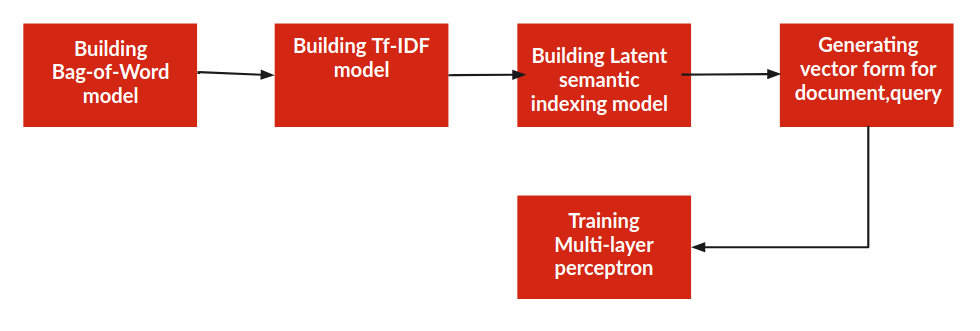 Building
Bag-of-Word
model
Building Tf-IDF
model
Building Latent
semantic
indexing model
Generating
vector form for
document,query
Training
Multi-layer
perceptron